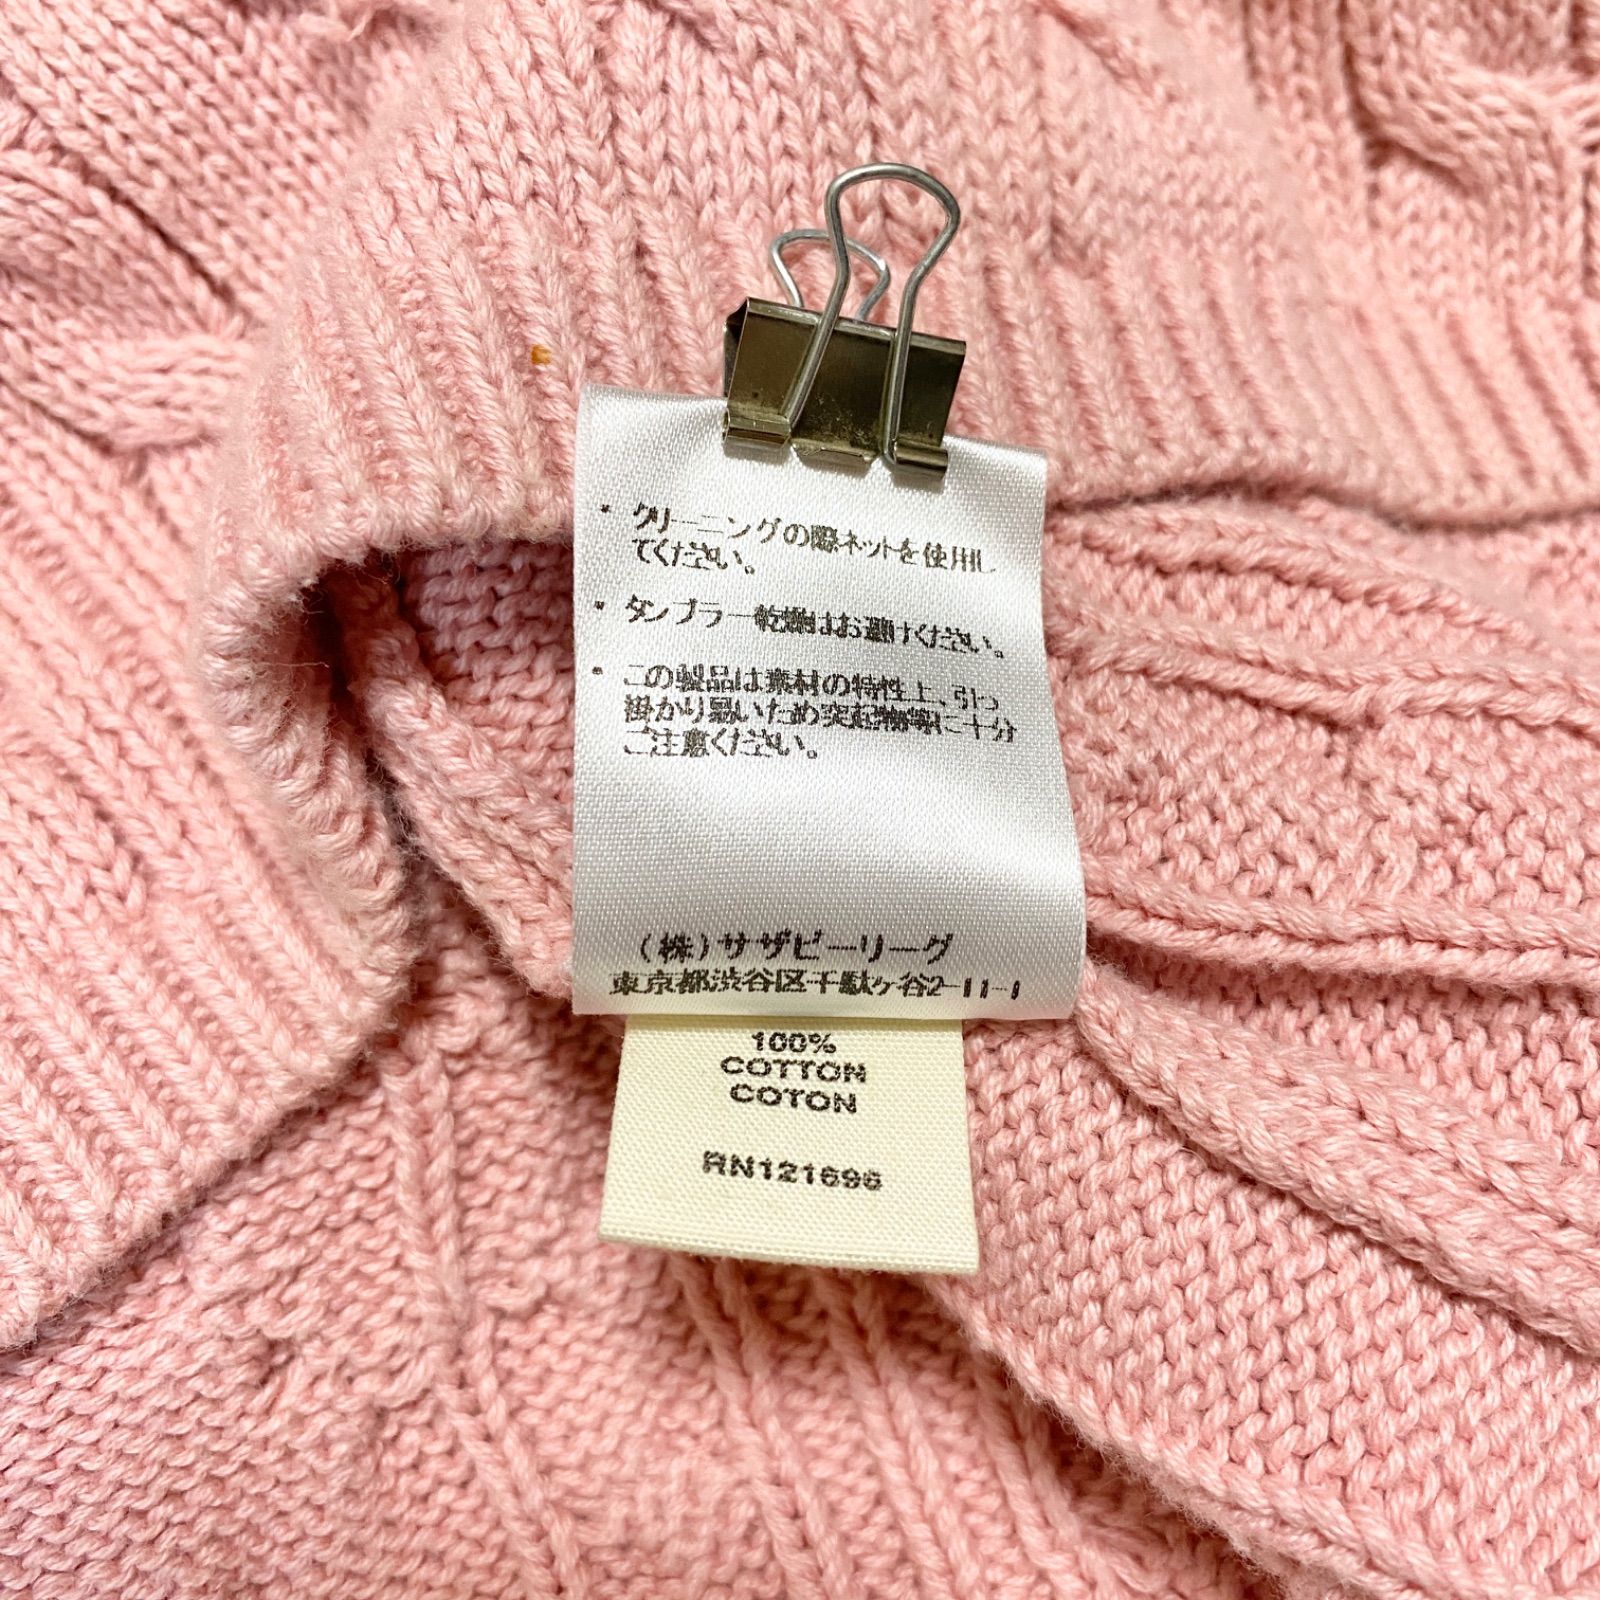 ・クリーニングの際ネットを使用し
てください。
・タンブラー乾燥はお避けください。
・この製品は素材の特性上、引っ
掛かり易いため突起物等に十分
ご注意ください。
(株)サザビーリーグ
東京都渋谷区千駄ヶ谷2-11-1
100%
COTTON
COTON
RN121696